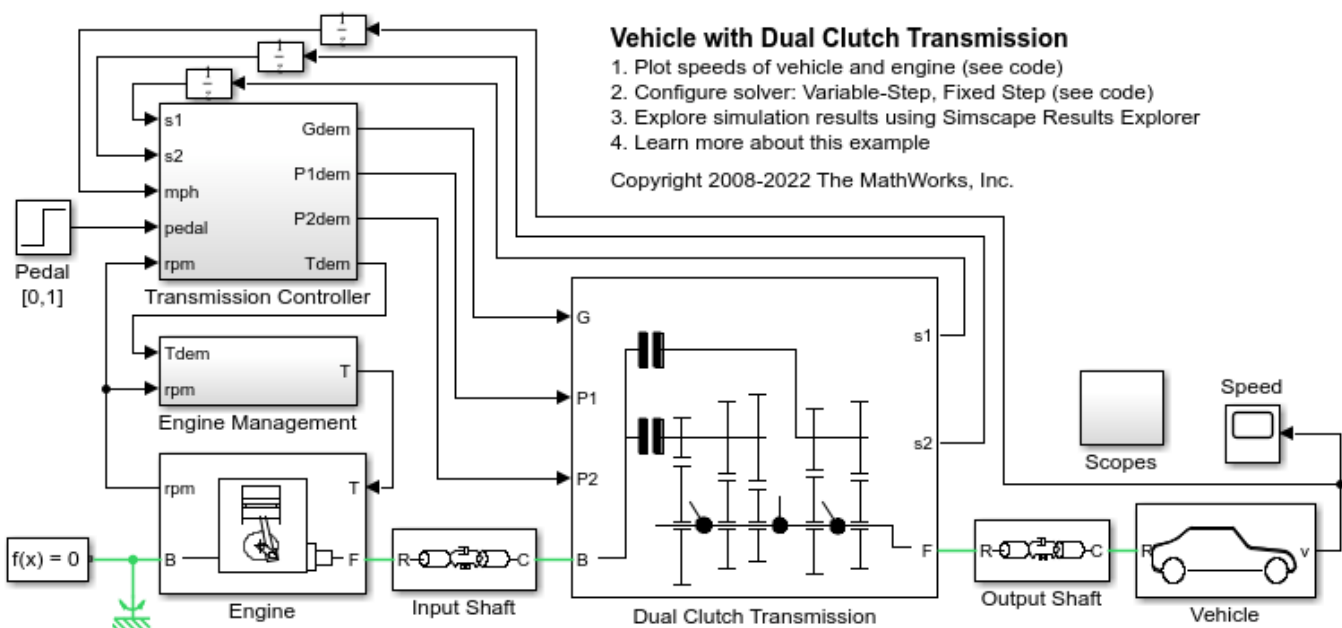 1
z
1
z
1
z
Vehicle with Dual Clutch Transmission
1. Plot speeds of vehicle and engine (see code)
2. Configure solver: Variable-Step, Fixed Step (see code)
3. Explore simulation results using Simscape Results Explorer
4. Learn more about this example
Copyright 2008-2022 The MathWorks, Inc.
s1
s2
mph
pedal
rpm
Gdem
P1dem
P2dem
Tdem
Transmission Controller
Pedal
[0,1]
Tdem
rpm
T
Engine Management
rpm
T
B
F
Engine
f(x) = 0
R
C
Input Shaft
G
P1
P2
B
s1
s2
F
Dual Clutch Transmission
R
C
Output Shaft
Scopes
Speed
R
v
Vehicle